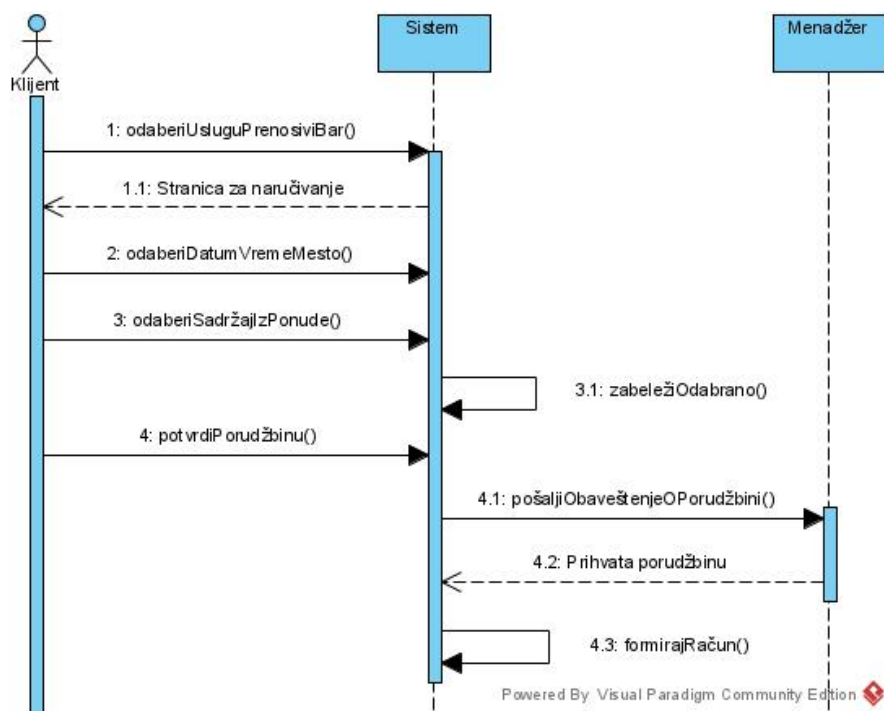 Sistem
Menadžer
Klijent
1: odaberiUsluguPrenosiviBar()
1.1: Stranica za naručivanje
2: odaberiDatumVremeMesto()
3: odaberiSadržajIzPonude()
3.1: zabeležiOdabrano()
4: potvrdiPorudžbinu()
4.1: pošaljiObaveštenjeOPorudžbini()
4.2: Prihvata porudžbinu
4.3: formirajRačun()
Powered By Visual Paradigm Community Edition